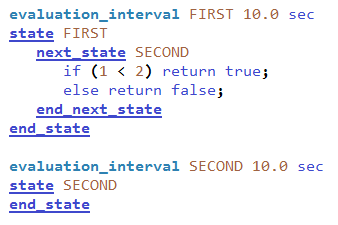 evaluation_interval FIRST 10.0 sec
state FIRST
next_state SECOND
if (1 < 2) return true;
else return false;
end_next_state
end_state
evaluation_interval SECOND 10.0 sec
state SECOND
end_state